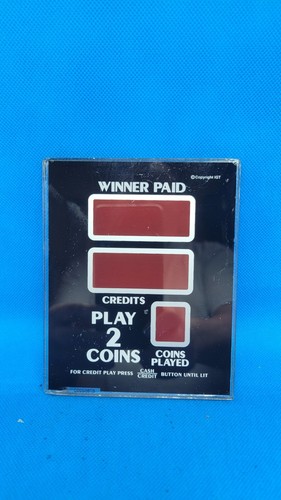 © Copyright IGT
WINNER PAID
CREDITS
PLAY
2
COINS
COINS
PLAYED
FOR CREDIT PLAY PRESS CASH CREDIT BUTTON UNTIL LIT